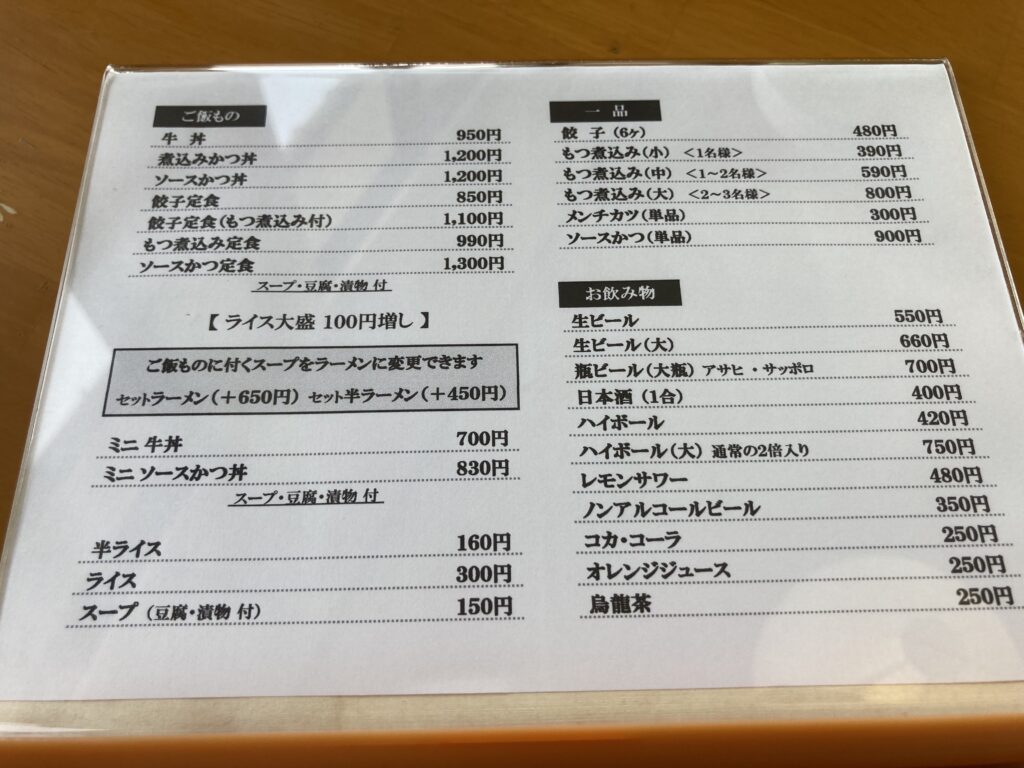 ご飯もの
牛 丼 950円
煮込みかつ丼 1,200円
ソースかつ丼 1,200円
餃子定食 850円
餃子定食(もつ煮込み付) 1,100円
もつ煮込み定食 990円
ソースかつ定食 1,300円
スープ・豆腐・漬物 付
【 ライス大盛 100円増し 】
ご飯ものに付くスープをラーメンに変更できます
セットラーメン(+650円) セット半ラーメン(+450円)
ミニ 牛丼 700円
ミニ ソースかつ丼 830円
スープ・豆腐・漬物 付
半ライス 160円
ライス 300円
スープ (豆腐・漬物 付) 150円
一 品
餃 子 (6ヶ) 480円
もつ煮込み(小) <1名様> 390円
もつ煮込み(中) <1~2名様> 590円
もつ煮込み(大) <2~3名様> 800円
メンチカツ(単品) 300円
ソースかつ(単品) 900円
お飲み物
生ビール 550円
生ビール(大) 660円
瓶ビール(大瓶) アサヒ ・サッポロ 700円
日本酒 (1合) 400円
ハイボール 420円
ハイボール(大) 通常の2倍入り 750円
レモンサワー 480円
ノンアルコールビール 350円
コカ・コーラ 250円
オレンジジュース 250円
烏龍茶 250円